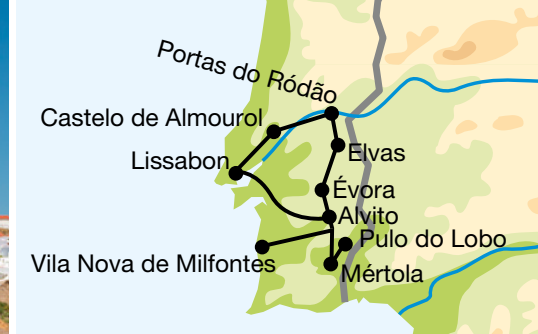 Portas do Ródão
Castelo de Almourol
Lissabon
Elvas
Évora
Alvito
Pulo do Lobo
Vila Nova de Milfontes
Mértola